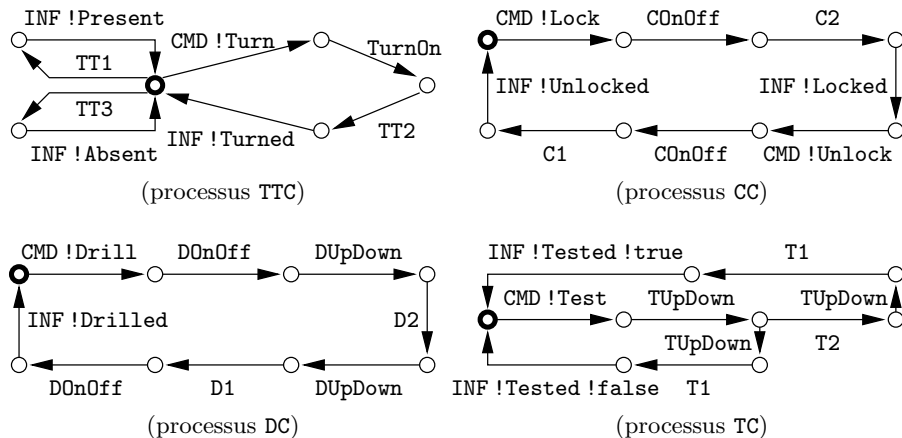 INF !Present
CMD !Turn
TurnOn
TT1
TT3
TT2
INF !Turned
INF !Absent
(processus TTC)
CMD !Lock COnOff C2
INF !Unlocked INF !Locked
C1 COnOff CMD !Unlock
(processus CC)
CMD !Drill DOnOff DUpDown
INF !Drilled D2
DOnOff D1 DUpDown
(processus DC)
INF !Tested !true T1
CMD !Test TUpDown TUpDown
TUpDown T2
INF !Tested !false T1
(processus TC)